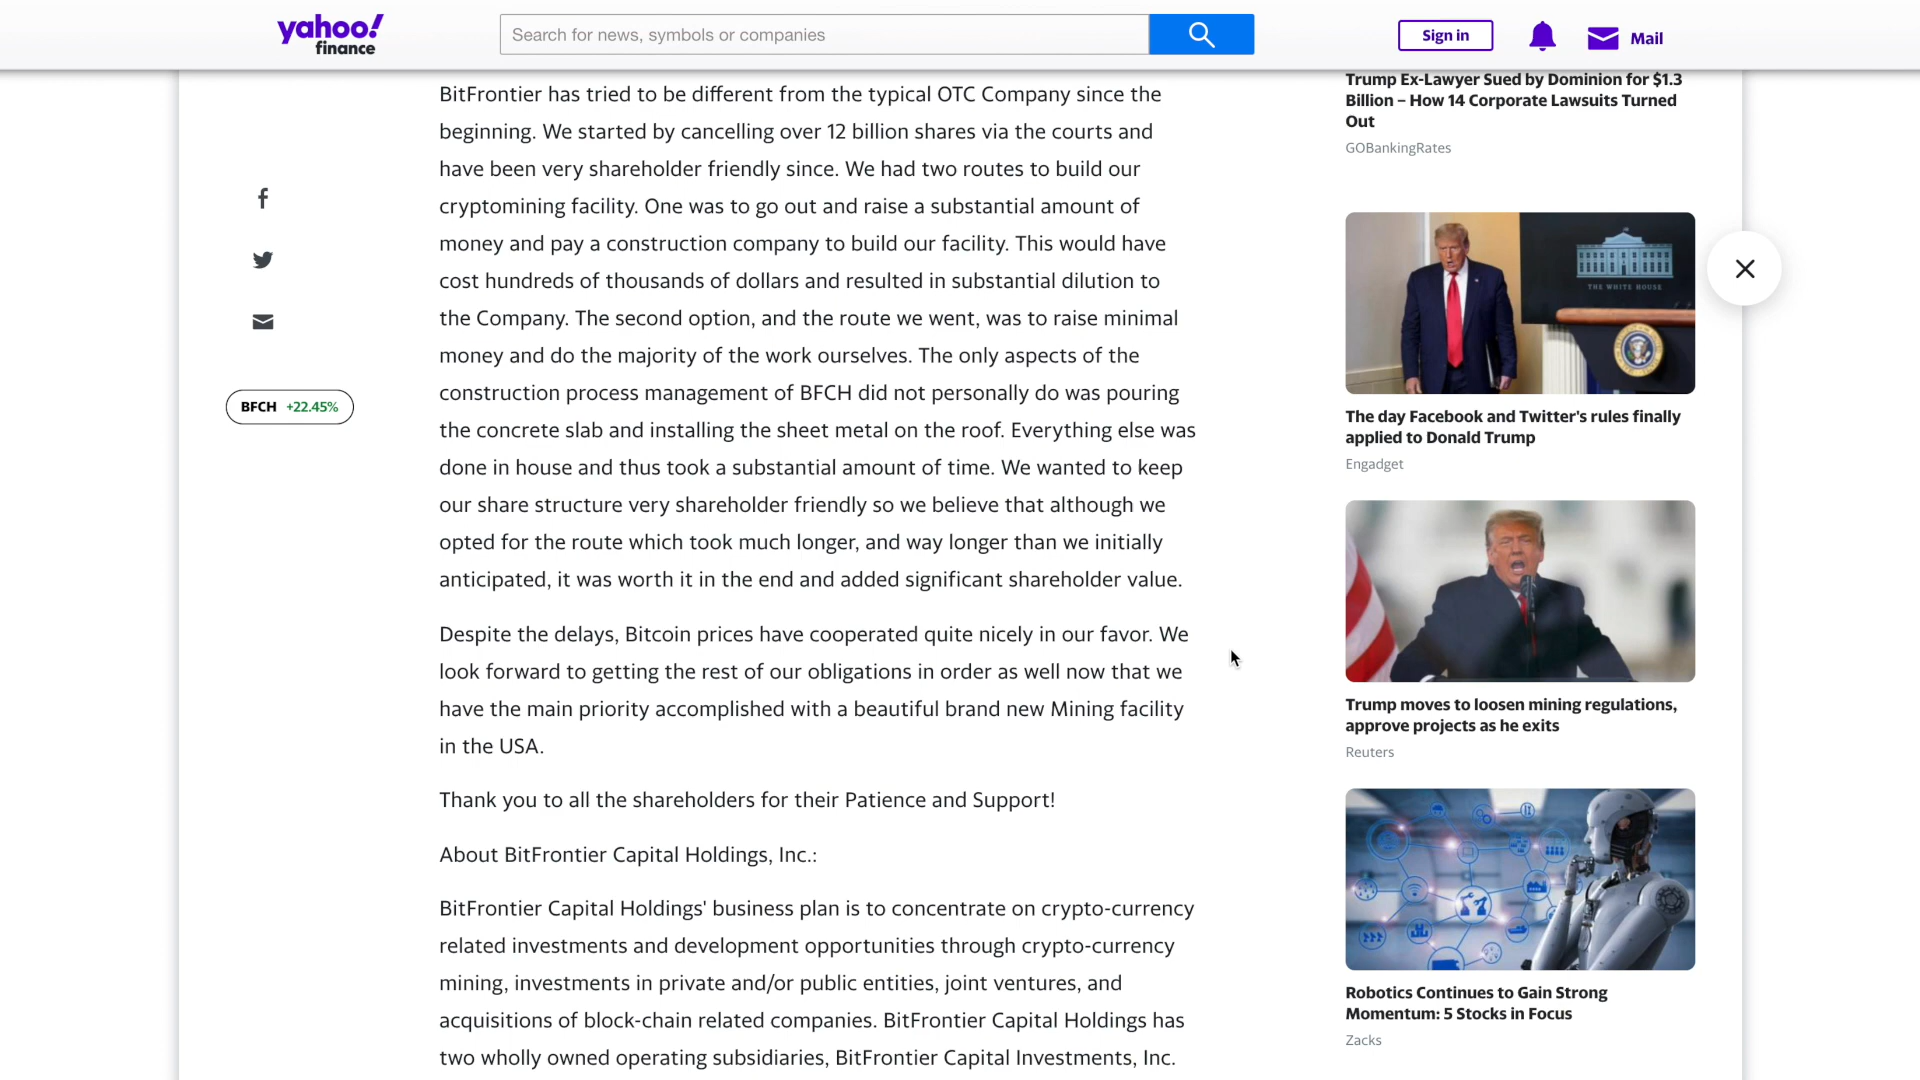 yahoo!
finance
Search for news, symbols or companies
Sign in
Mail
BFCH +22.45%
BitFrontier has tried to be different from the typical OTC Company since the
beginning. We started by cancelling over 12 billion shares via the courts and
have been very shareholder friendly since. We had two routes to build our
cryptomining facility. One was to go out and raise a substantial amount of
money and pay a construction company to build our facility. This would have
cost hundreds of thousands of dollars and resulted in substantial dilution to
the Company. The second option, and the route we went, was to raise minimal
money and do the majority of the work ourselves. The only aspects of the
construction process management of BFCH did not personally do was pouring
the concrete slab and installing the sheet metal on the roof. Everything else was
done in house and thus took a substantial amount of time. We wanted to keep
our share structure very shareholder friendly so we believe that although we
opted for the route which took much longer, and way longer than we initially
anticipated, it was worth it in the end and added significant shareholder value.
Despite the delays, Bitcoin prices have cooperated quite nicely in our favor. We
look forward to getting the rest of our obligations in order as well now that we
have the main priority accomplished with a beautiful brand new Mining facility
in the USA.
Thank you to all the shareholders for their Patience and Support!
About BitFrontier Capital Holdings, Inc.:
BitFrontier Capital Holdings' business plan is to concentrate on crypto-currency
related investments and development opportunities through crypto-currency
mining, investments in private and/or public entities, joint ventures, and
acquisitions of block-chain related companies. BitFrontier Capital Holdings has
two wholly owned operating subsidiaries, BitFrontier Capital Investments, Inc.
Trump Ex-Lawyer Sued by Dominion for $1.3
Billion – How 14 Corporate Lawsuits Turned
Out
GOBankingRates
THE WHITE HOUSE
The day Facebook and Twitter's rules finally
applied to Donald Trump
Engadget
Trump moves to loosen mining regulations,
approve projects as he exits
Reuters
Robotics Continues to Gain Strong
Momentum: 5 Stocks in Focus
Zacks